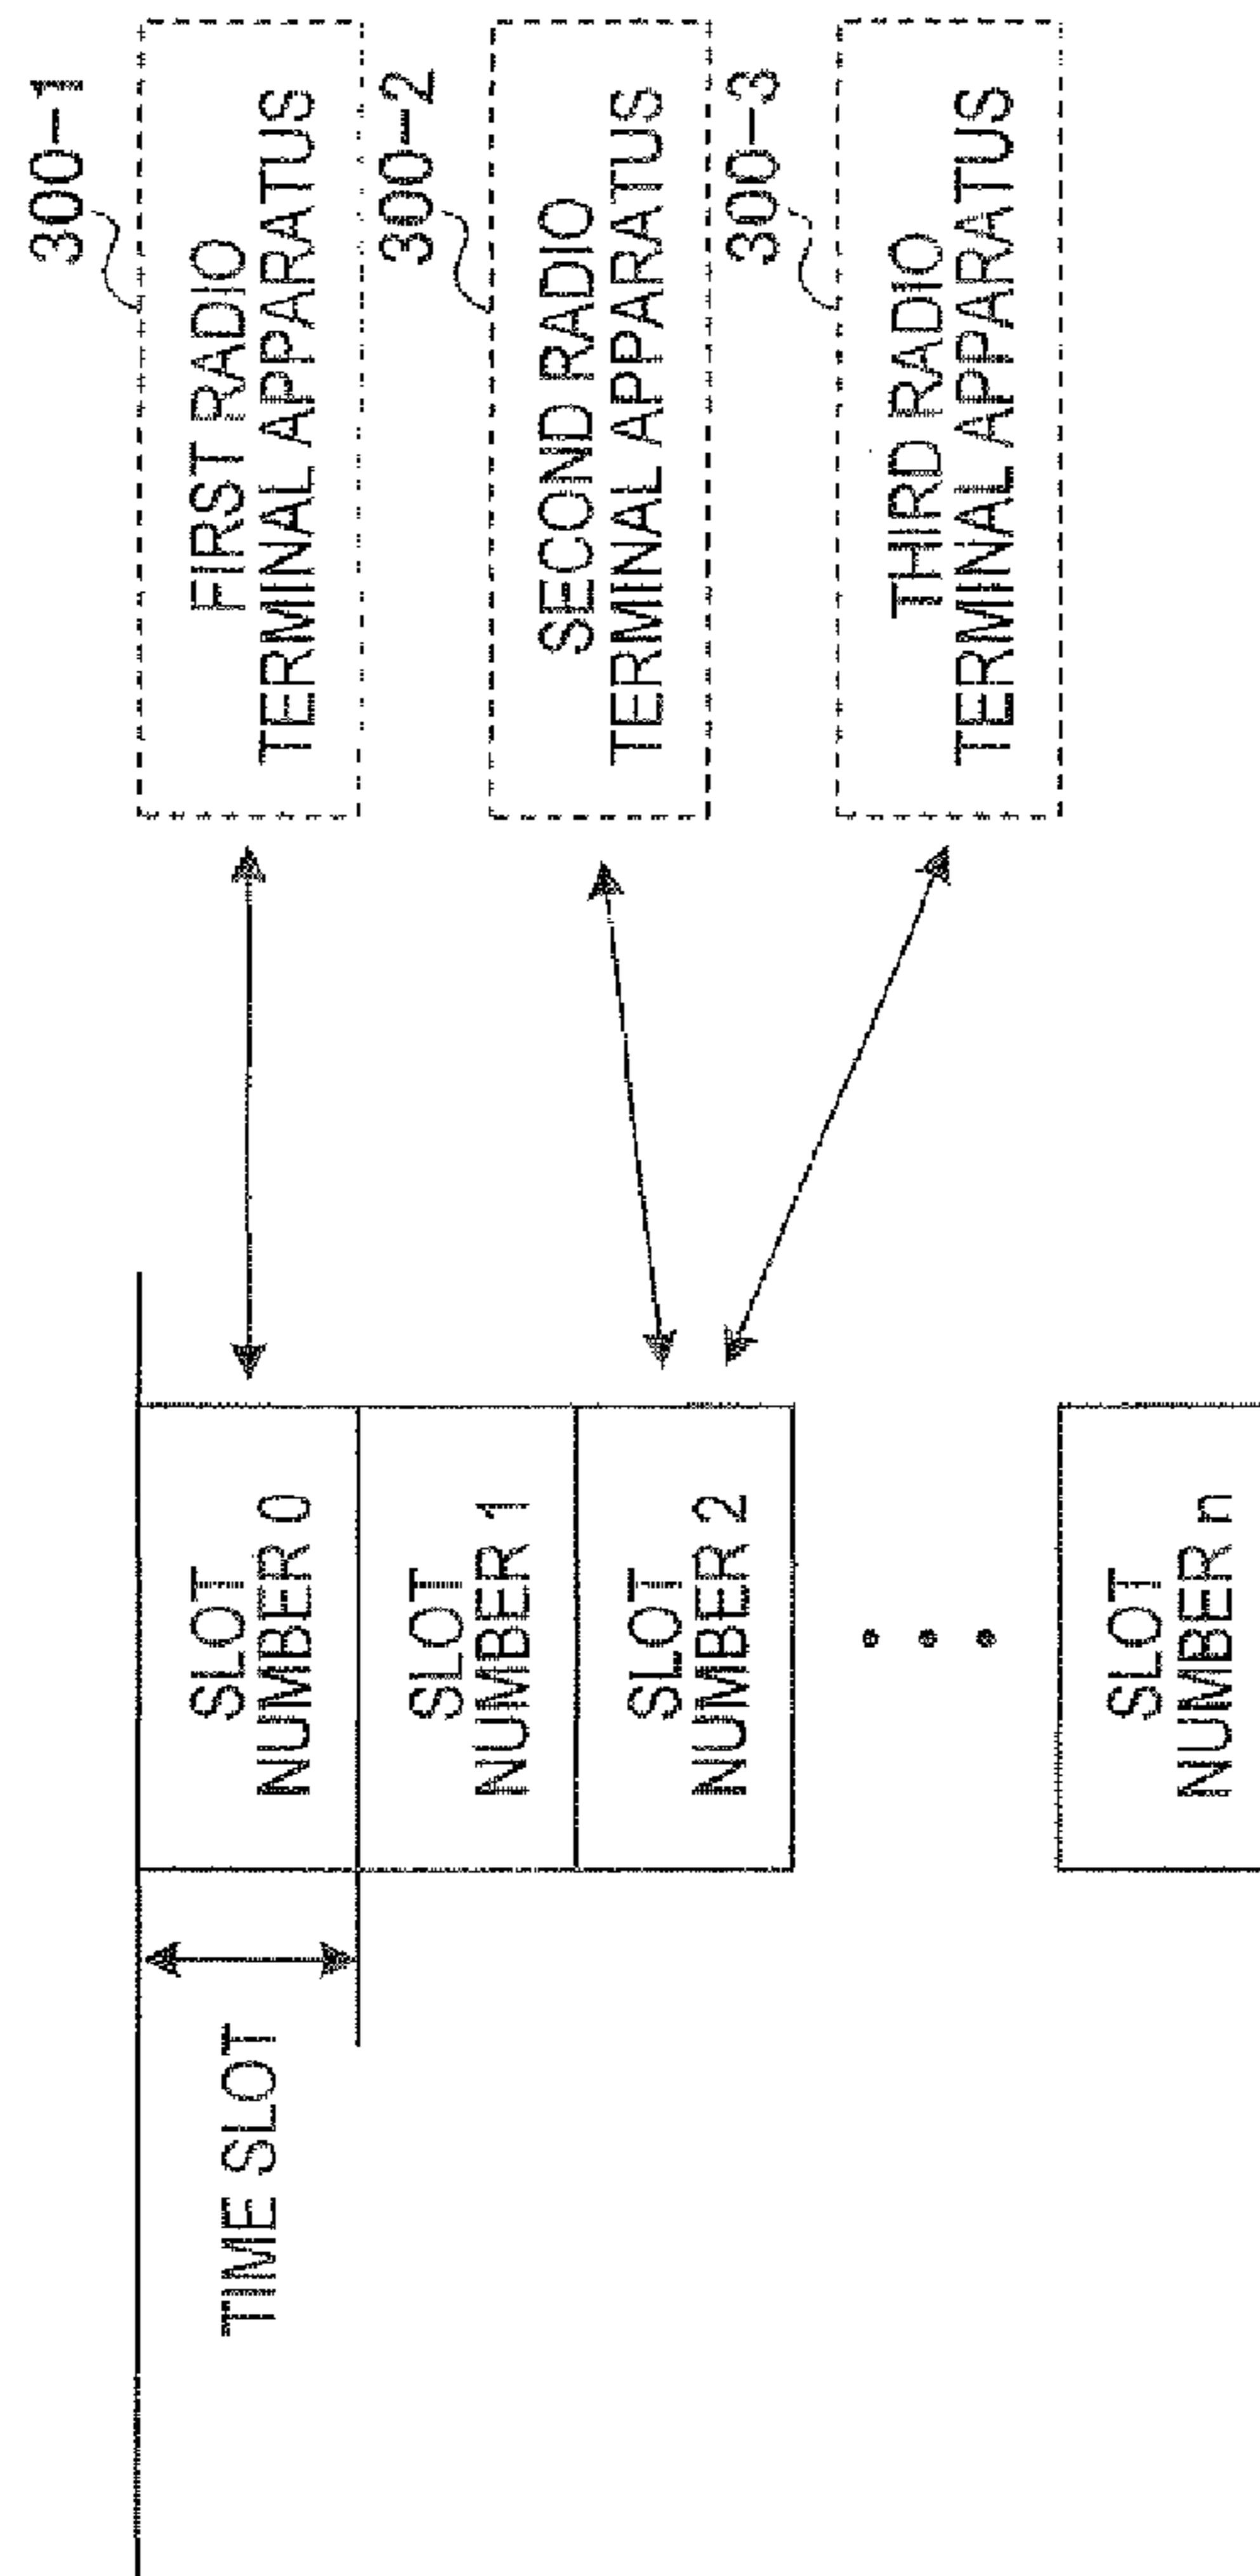 TIME SLOT
SLOT
NUMBER 0
SLOT
NUMBER 1
SLOT
NUMBER 2
SLOT
NUMBER n
300-1
FIRST RADIO
TERMINAL APPARATUS
300-2
SECOND RADIO
TERMINAL APPARATUS
300-3
THIRD RADIO
TERMINAL APPARATUS